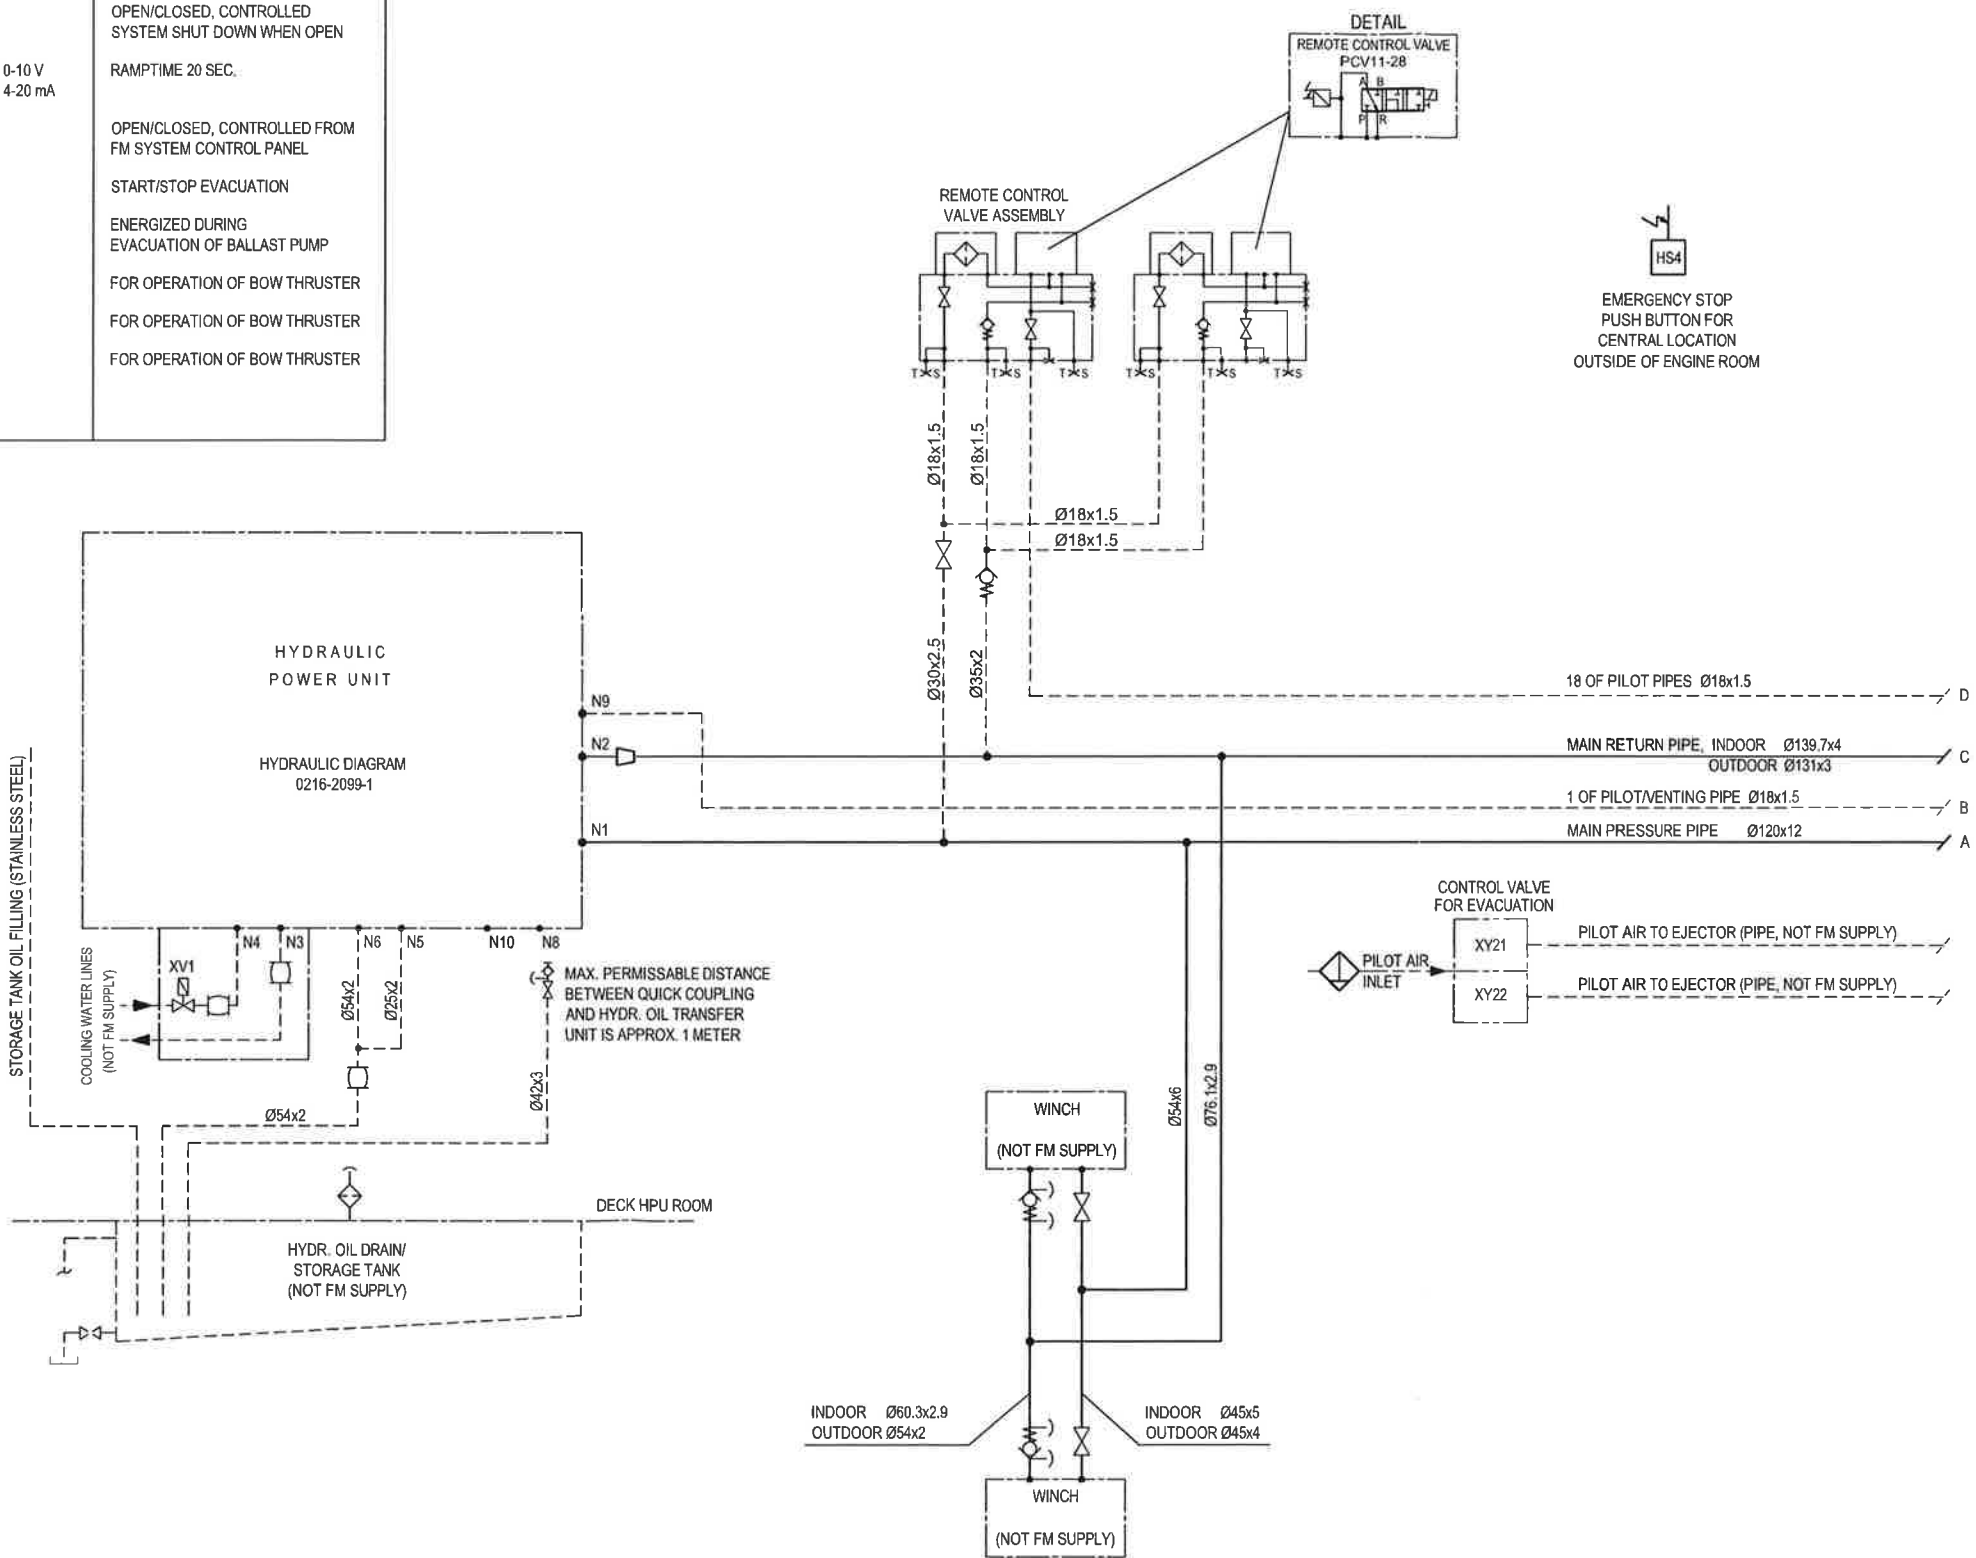 OPEN/CLOSED, CONTROLLED
SYSTEM SHUT DOWN WHEN OPEN
0-10 V
4-20 mA
RAMPTIME 20 SEC.
OPEN/CLOSED, CONTROLLED FROM
FM SYSTEM CONTROL PANEL
START/STOP EVACUATION
ENERGIZED DURING
EVACUATION OF BALLAST PUMP
FOR OPERATION OF BOW THRUSTER
FOR OPERATION OF BOW THRUSTER
FOR OPERATION OF BOW THRUSTER
DETAIL
REMOTE CONTROL VALVE
PCV11-28
A B
P R
REMOTE CONTROL
VALVE ASSEMBLY
T S
T S
T S
T S
T S
T S
HS4
EMERGENCY STOP
PUSH BUTTON FOR
CENTRAL LOCATION
OUTSIDE OF ENGINE ROOM
Ø18x1.5
Ø18x1.5
Ø18x1.5
Ø18x1.5
Ø30x2.5
Ø35x2
HYDRAULIC
POWER UNIT
HYDRAULIC DIAGRAM
0216-2099-1
N9
N2
N1
18 OF PILOT PIPES Ø18x1.5
D
MAIN RETURN PIPE, INDOOR Ø139.7x4
OUTDOOR Ø131x3
C
1 OF PILOT/VENTING PIPE Ø18x1.5
B
MAIN PRESSURE PIPE Ø120x12
A
STORAGE TANK OIL FILLING (STAINLESS STEEL)
COOLING WATER LINES
(NOT FM SUPPLY)
XV1
N4
N3
N6
N5
N10
N8
Ø54x2
Ø25x2
MAX. PERMISSABLE DISTANCE
BETWEEN QUICK COUPLING
AND HYDR. OIL TRANSFER
UNIT IS APPROX. 1 METER
Ø42x3
Ø54x2
CONTROL VALVE
FOR EVACUATION
XY21
XY22
PILOT AIR
INLET
PILOT AIR TO EJECTOR (PIPE, NOT FM SUPPLY)
PILOT AIR TO EJECTOR (PIPE, NOT FM SUPPLY)
Ø54x6
Ø76.1x2.9
WINCH
(NOT FM SUPPLY)
DECK HPU ROOM
HYDR. OIL DRAIN/
STORAGE TANK
(NOT FM SUPPLY)
INDOOR Ø60.3x2.9
OUTDOOR Ø54x2
INDOOR Ø45x5
OUTDOOR Ø45x4
WINCH
(NOT FM SUPPLY)